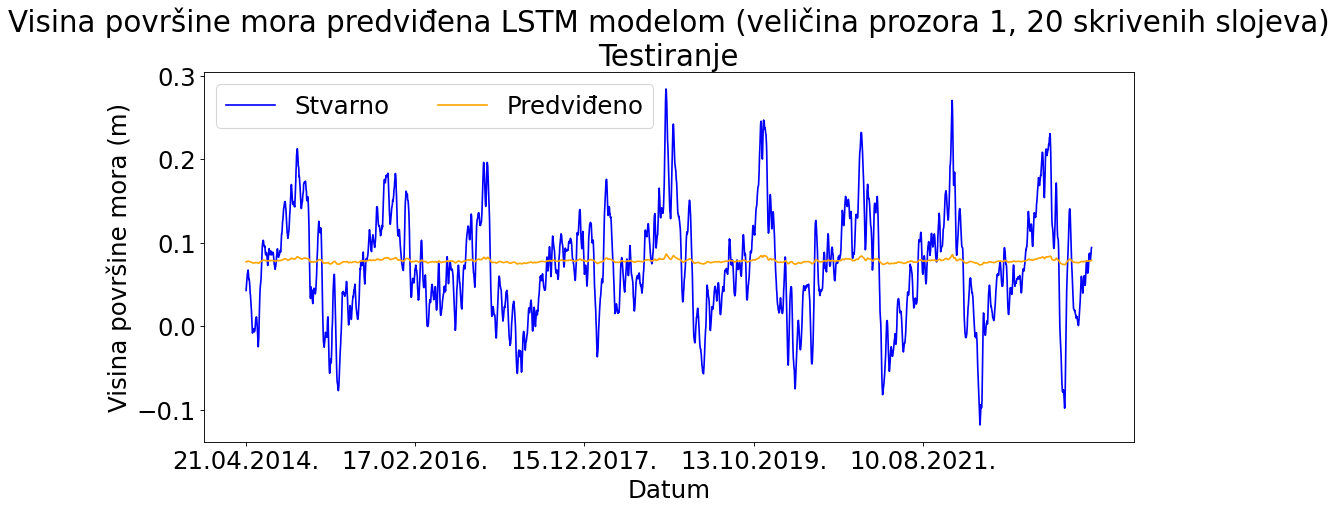 Visina površine mora predviđena LSTM modelom (veličina prozora 1, 20 skrivenih slojeva)
Testiranje
Stvarno Predviđeno
Visina površine mora (m)
0.3
0.2
0.1
0.0
−0.1
21.04.2014. 17.02.2016. 15.12.2017. 13.10.2019. 10.08.2021.
Datum